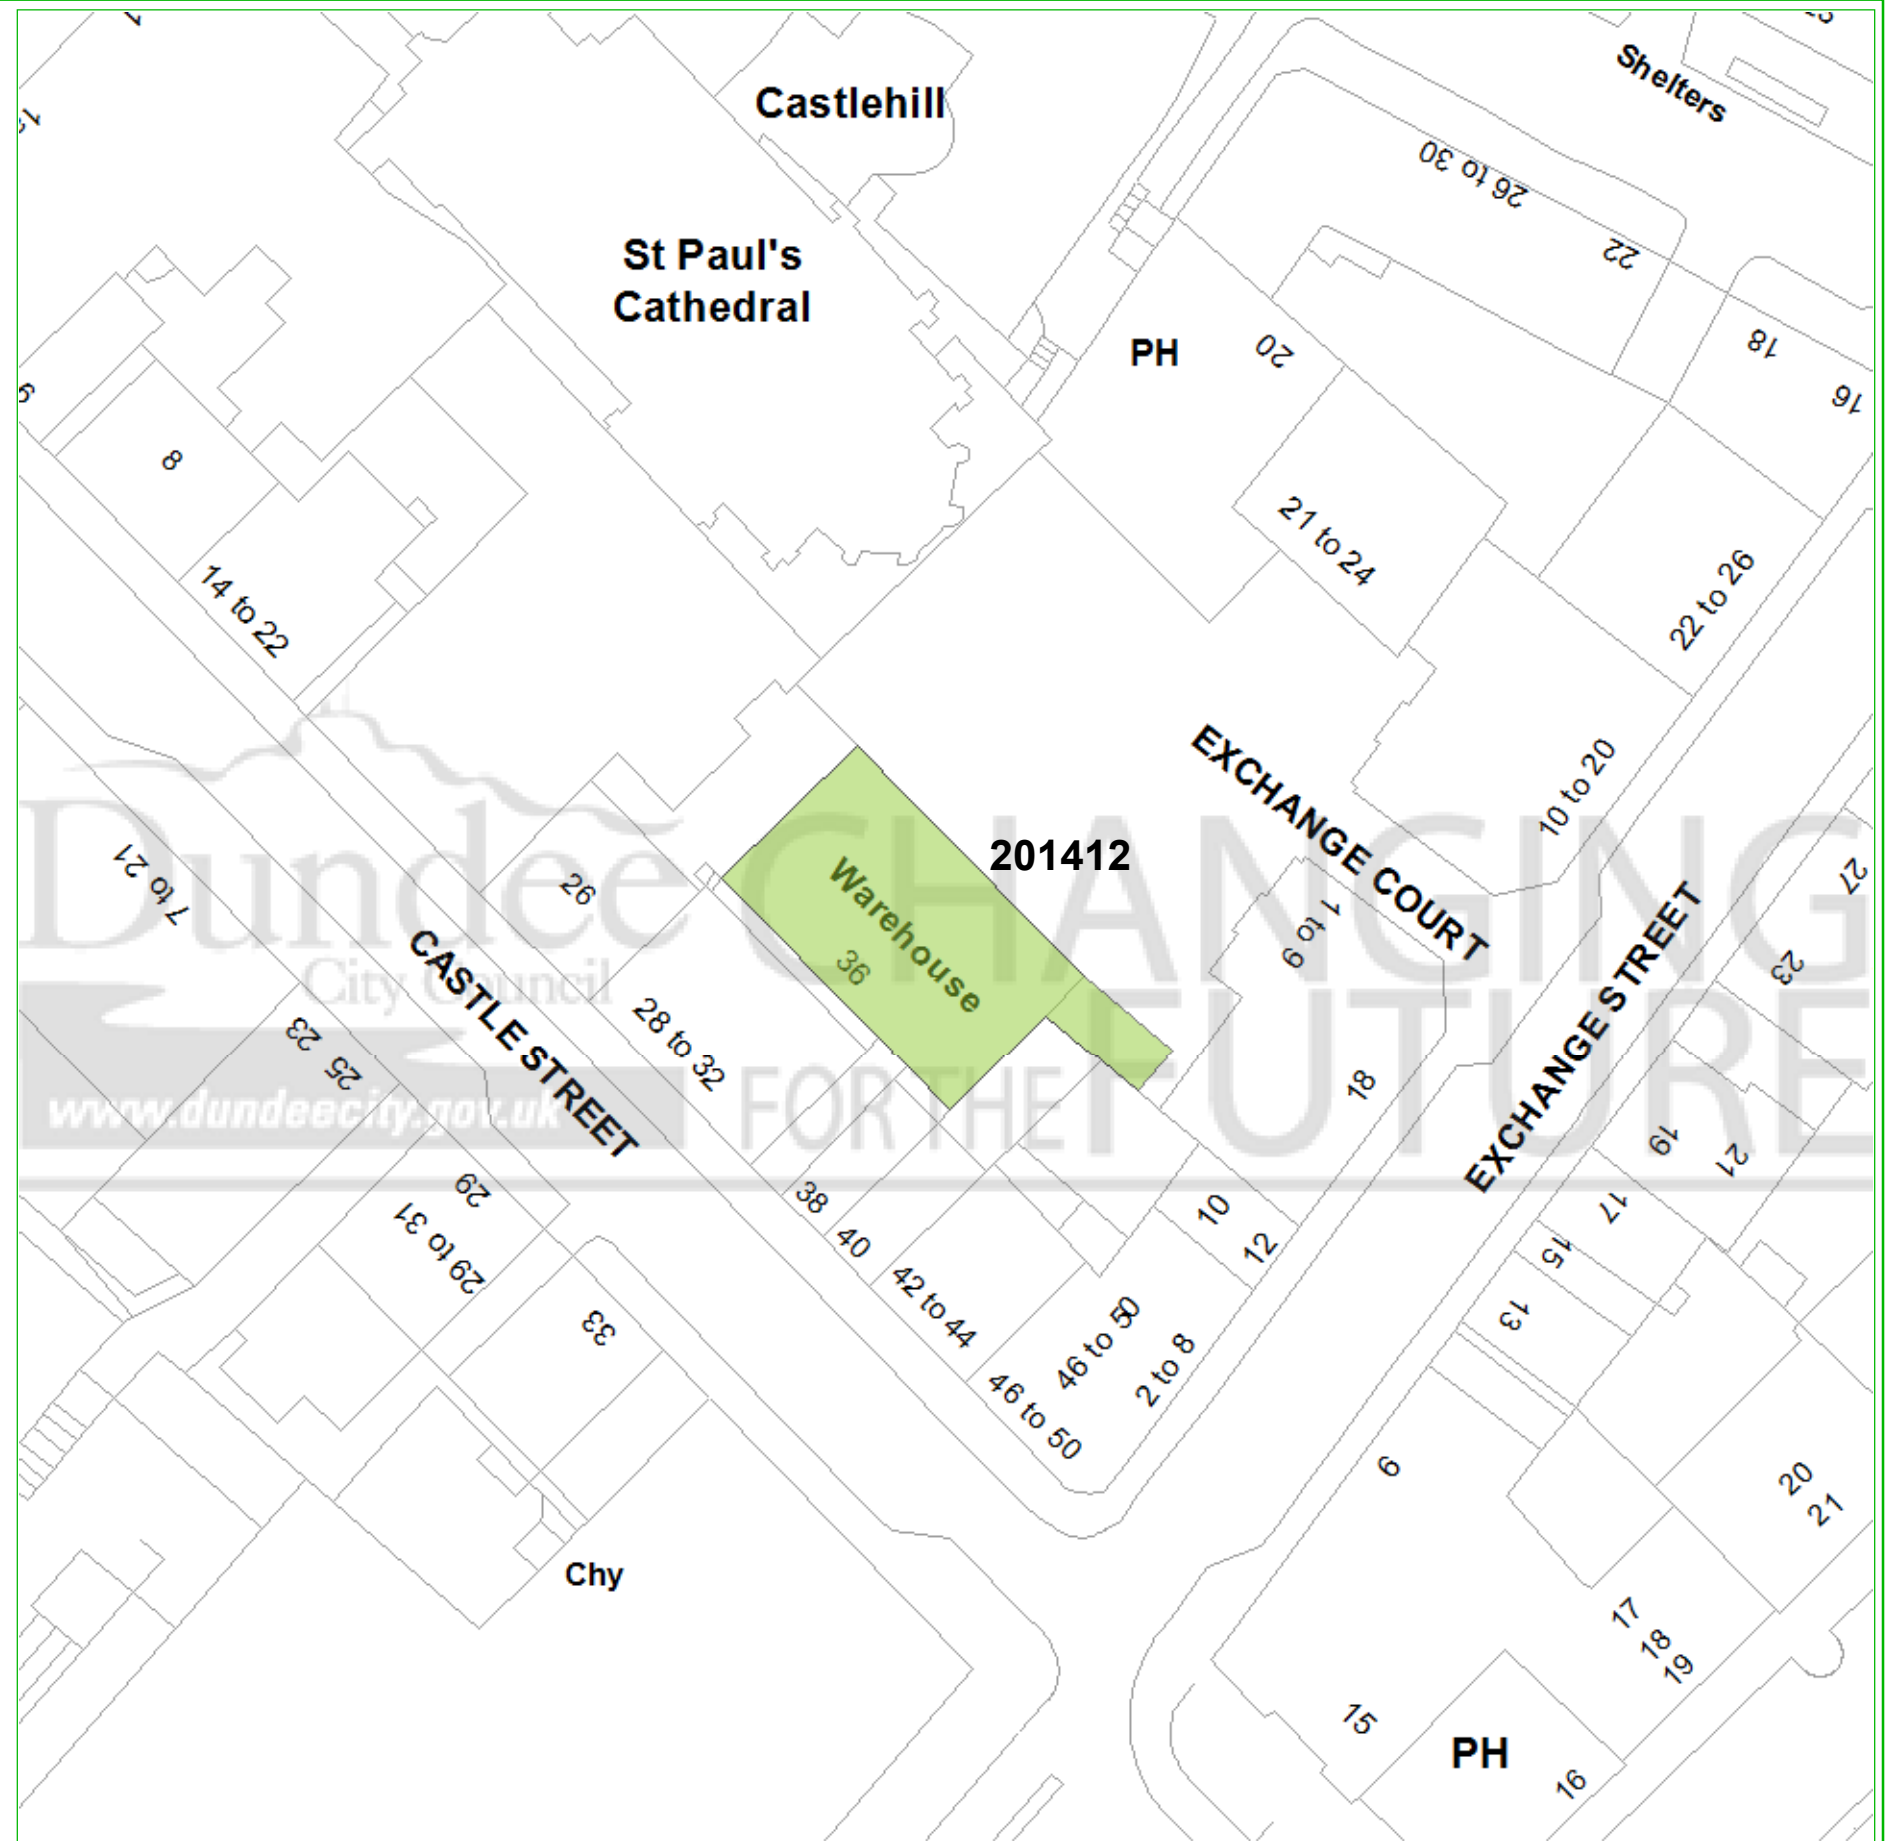 Castlehill
Shelters
26 to 30
22
St Paul's
Cathedral
PH
20
18
16
8
21 to 24
14 to 22
22 to 26
EXCHANGE COURT
10 to 20
201412
Warehouse
36
26
7 to 21
1 to 9
27
23
CASTLE STREET
EXCHANGE STREET
Dundee
City Council
www.dundeecity.gov.uk
CHANGING
FOR THE FUTURE
28 to 32
23
25
18
19
21
29
29 to 31
38
40
10
12
17
15
13
33
42 to 44
46 to 50
46 to 50
2 to 8
6
20
21
Chy
17
18
19
15
PH
16